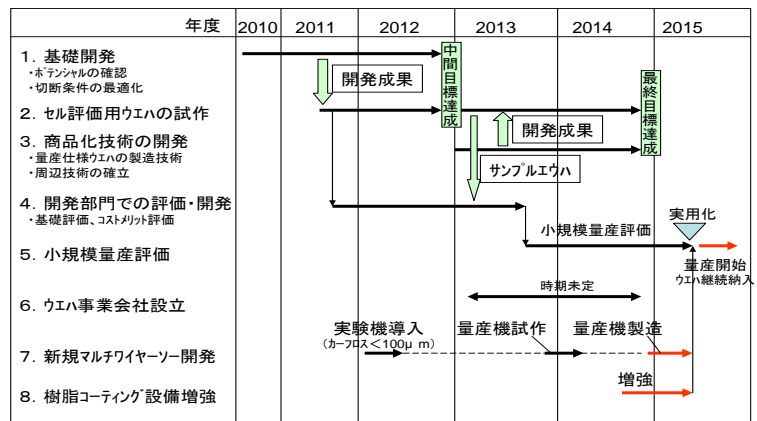 年度 2010 2011 2012 2013 2014 2015
1. 基礎開発
・ポテンシャルの確認
・切断条件の最適化
開発成果
中間目標達成
最終目標達成
2. セル評価用ウエハの試作
開発成果
3. 商品化技術の開発
・量産仕様ウエハの製造技術
・周辺技術の確立
サンプルエウハ
4. 開発部門での評価・開発
・基礎評価、コストメリット評価
実用化
小規模量産評価
5. 小規模量産評価
量産開始
ウエハ継続納入
時期未定
6. ウエハ事業会社設立
実験機導入 量産機試作 量産機製造
(カーフロス<100μm)
7. 新規マルチワイヤーソー開発
増強
8. 樹脂コーティング設備増強